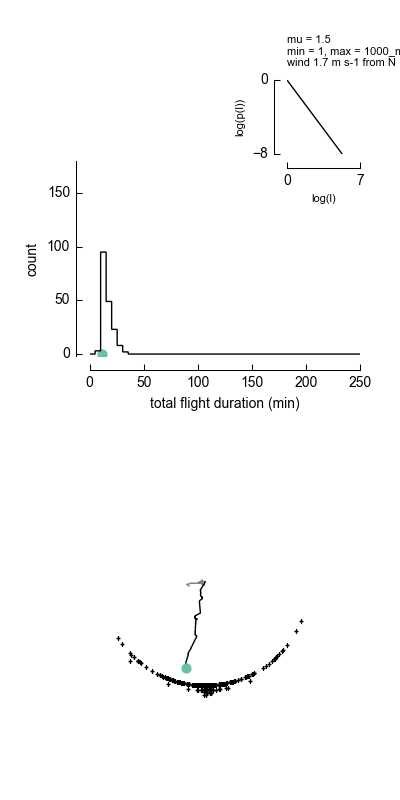 mu = 1.5
min = 1, max = 1000_m
wind 1.7 m s-1 from N
0
log(p(l))
−8
0 7
log(l)
150
100
count
50
0
0 50 100 150 200 250
total flight duration (min)